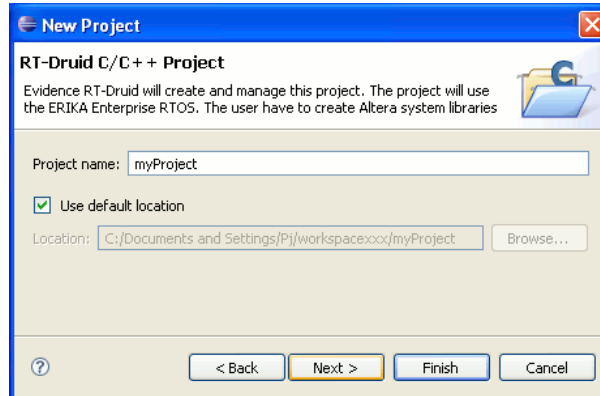 New Project
RT-Druid C/C++ Project
Evidence RT-Druid will create and manage this project. The project will use
the ERIKA Enterprise RTOS. The user have to create Altera system libraries
Project name: myProject
Use default location
Location: C:/Documents and Settings/Pj/workspacexxx/myProject Browse...
? < Back Next > Finish Cancel